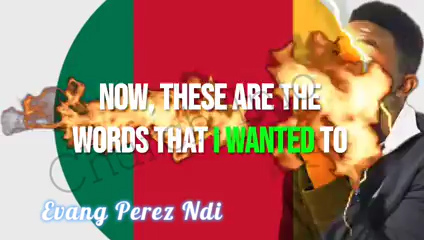 NOW, THESE ARE THE
WORDS THAT I WANTED TO
Evang Perez Ndi